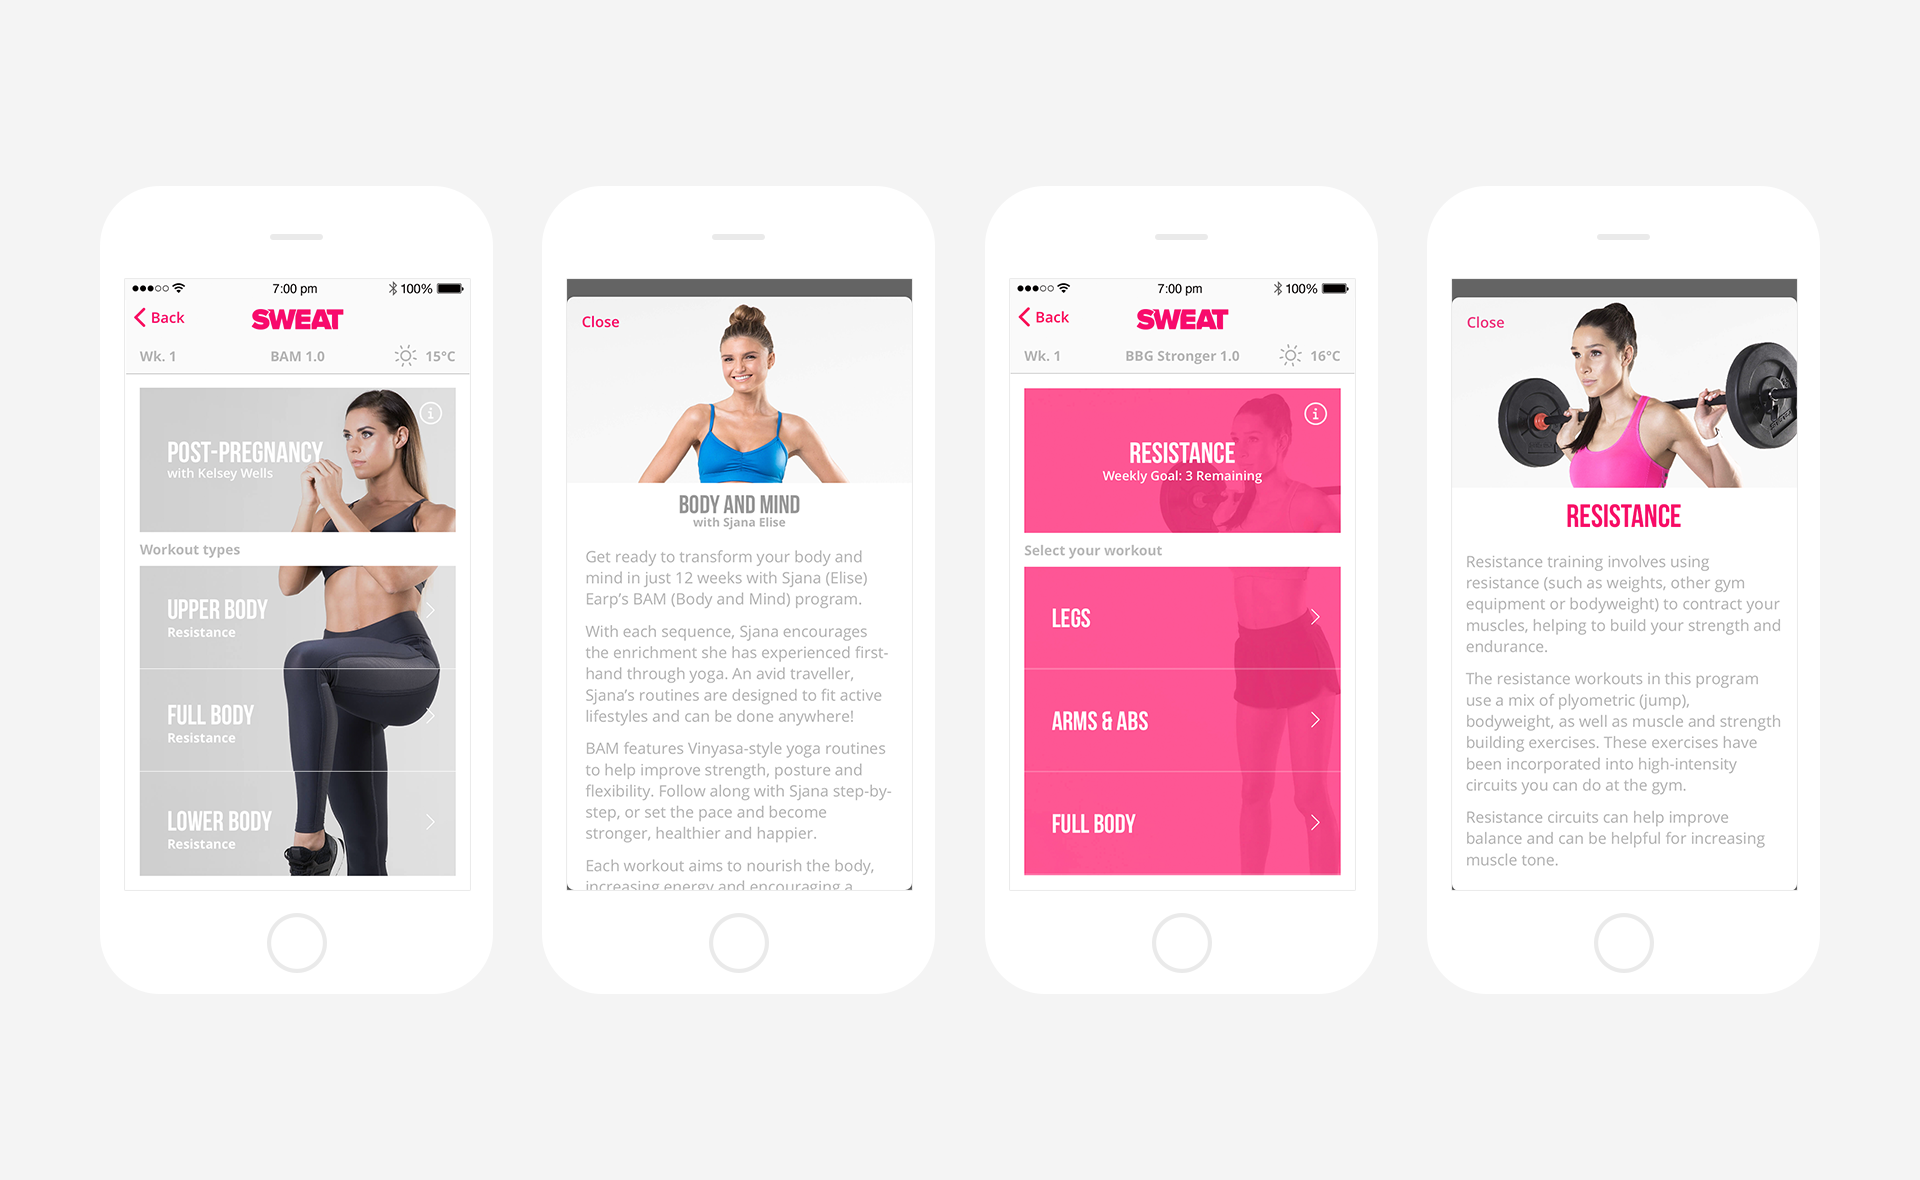 7:00 pm
100%
Back
SWEAT
Wk. 1
BAM 1.0
15°C
POST-PREGNANCY
with Kelsey Wells
Workout types
UPPER BODY
Resistance
FULL BODY
Resistance
LOWER BODY
Resistance
Close
BODY AND MIND
with Sjana Elise
Get ready to transform your body and
mind in just 12 weeks with Sjana (Elise)
Earp's BAM (Body and Mind) program.
With each sequence, Sjana encourages
the enrichment she has experienced first-
hand through yoga. An avid traveller,
Sjana's routines are designed to fit active
lifestyles and can be done anywhere!
BAM features Vinyasa-style yoga routines
to help improve strength, posture and
flexibility. Follow along with Sjana step-by-
step, or set the pace and become
stronger, healthier and happier.
Each workout aims to nourish the body,
increasing energy and encouraging a
7:00 pm
100%
Back
SWEAT
Wk. 1
BBG Stronger 1.0
16°C
RESISTANCE
Weekly Goal: 3 Remaining
Select your workout
LEGS
ARMS & ABS
FULL BODY
Close
RESISTANCE
Resistance training involves using
resistance (such as weights, other gym
equipment or bodyweight) to contract your
muscles, helping to build your strength and
endurance.
The resistance workouts in this program
use a mix of plyometric (jump),
bodyweight, as well as muscle and strength
building exercises. These exercises have
been incorporated into high-intensity
circuits you can do at the gym.
Resistance circuits can help improve
balance and can be helpful for increasing
muscle tone.